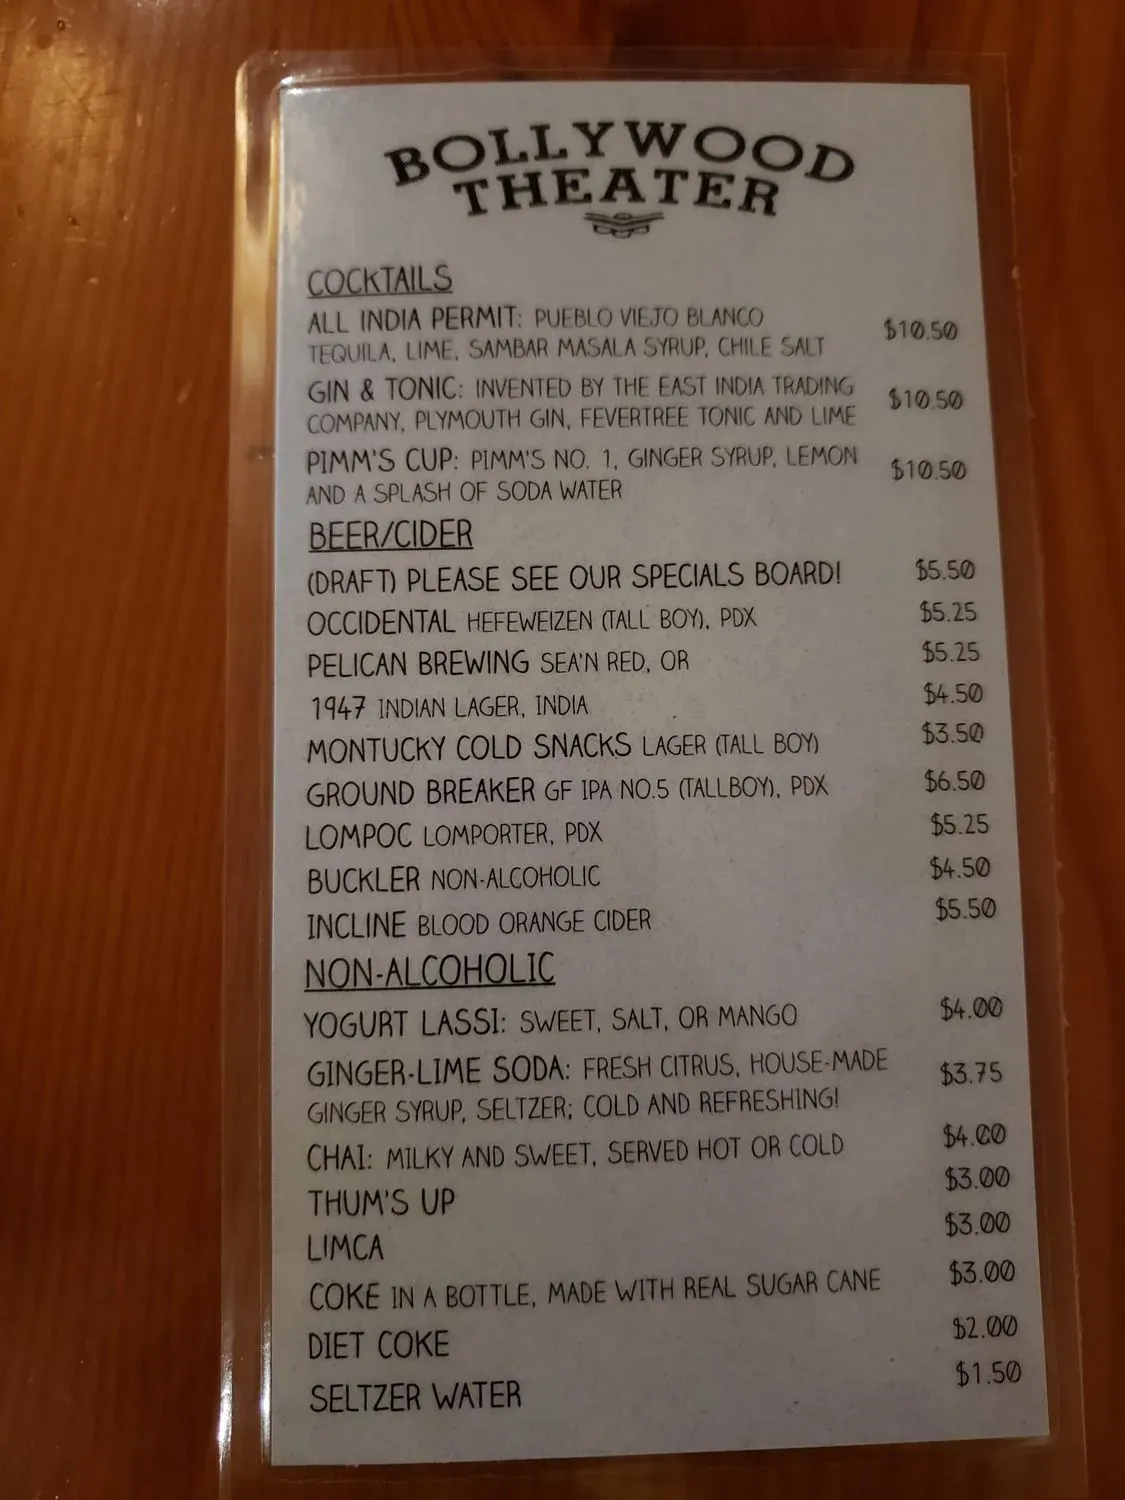 BOLLYWOOD
THEATER
COCKTAILS
ALL INDIA PERMIT: PUEBLO VIEJO BLANCO $10.50
TEQUILA, LIME, SAMBAR MASALA SYRUP, CHILE SALT
GIN & TONIC: INVENTED BY THE EAST INDIA TRADING $10.50
COMPANY, PLYMOUTH GIN, FEVERTREE TONIC AND LIME
PIMM'S CUP: PIMM'S NO. 1, GINGER SYRUP, LEMON $10.50
AND A SPLASH OF SODA WATER
BEER/CIDER
(DRAFT) PLEASE SEE OUR SPECIALS BOARD! $5.50
OCCIDENTAL HEFEWEIZEN (TALL BOY), PDX $5.25
PELICAN BREWING SEA'N RED, OR $5.25
1947 INDIAN LAGER, INDIA $4.50
MONTUCKY COLD SNACKS LAGER (TALL BOY) $3.50
GROUND BREAKER GF IPA NO.5 (TALLBOY), PDX $6.50
LOMPOC LOMPORTER, PDX $5.25
BUCKLER NON-ALCOHOLIC $4.50
INCLINE BLOOD ORANGE CIDER $5.50
NON-ALCOHOLIC
YOGURT LASSI: SWEET, SALT, OR MANGO $4.00
GINGER-LIME SODA: FRESH CITRUS, HOUSE-MADE $3.75
GINGER SYRUP, SELTZER; COLD AND REFRESHING!
CHAI: MILKY AND SWEET, SERVED HOT OR COLD $4.00
THUM'S UP $3.00
LIMCA $3.00
COKE IN A BOTTLE, MADE WITH REAL SUGAR CANE $3.00
DIET COKE $2.00
SELTZER WATER $1.50